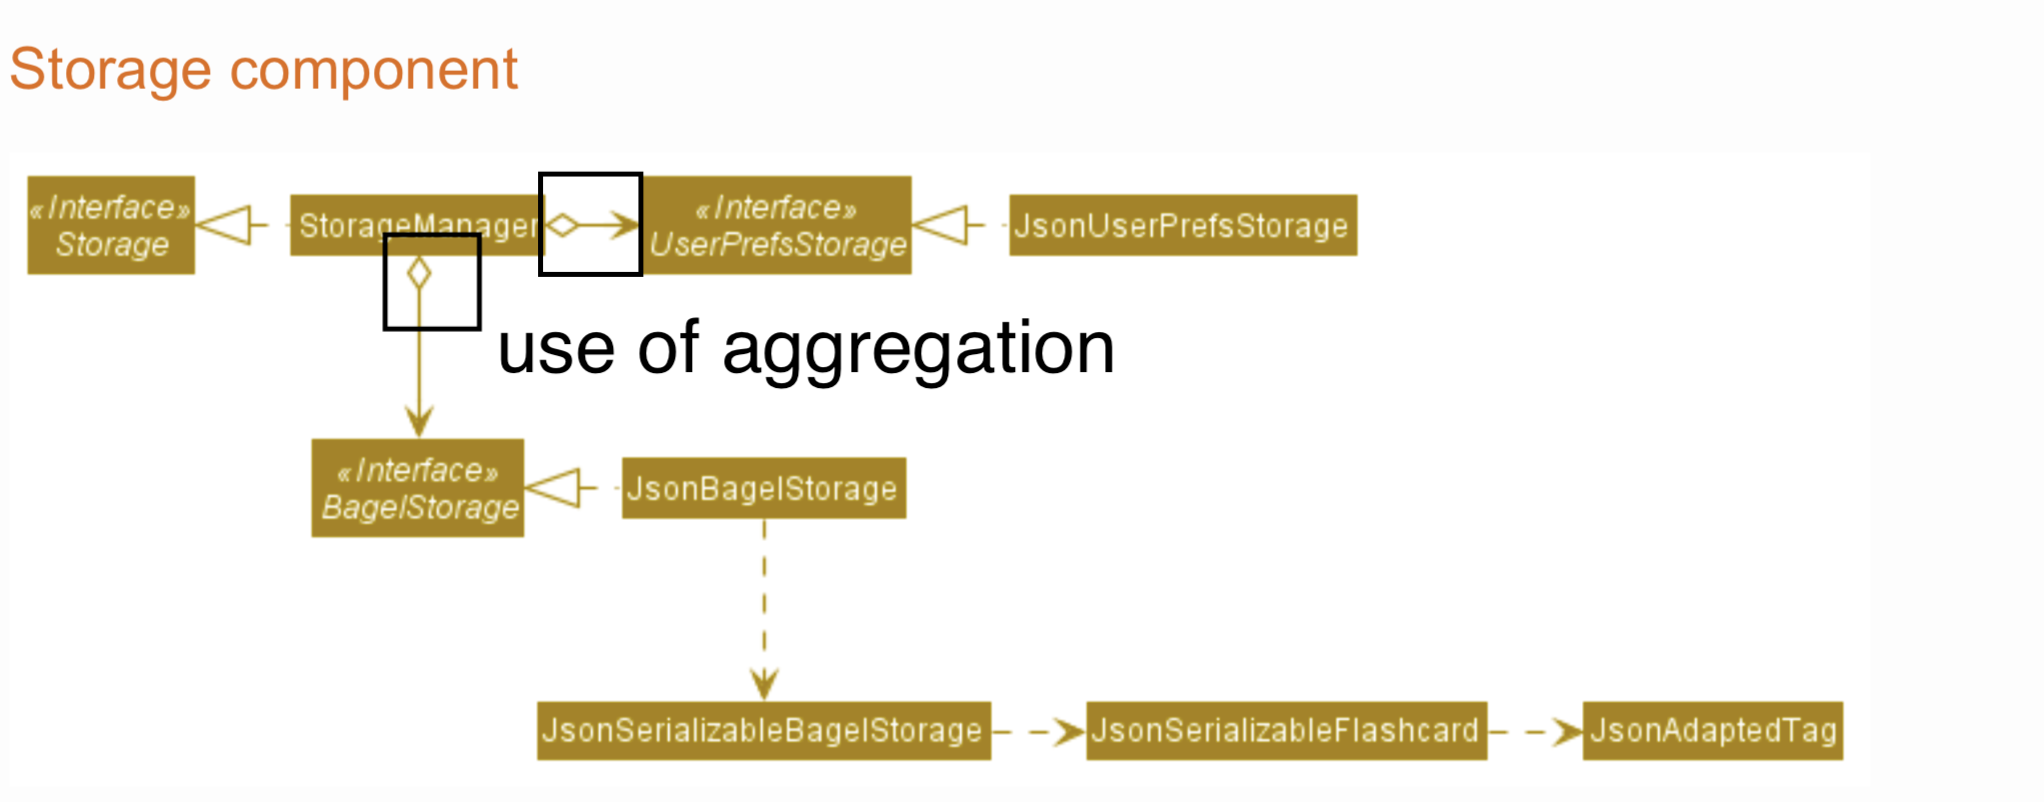 Storage component
«Interface»
Storage
StorageManager
«Interface»
UserPrefsStorage
JsonUserPrefsStorage
use of aggregation
«Interface»
BagelStorage
JsonBagelStorage
JsonSerializableBagelStorage
JsonSerializableFlashcard
JsonAdaptedTag